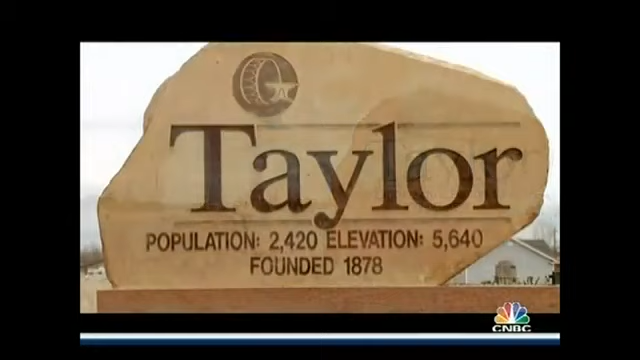 Taylor
POPULATION: 2,420 ELEVATION: 5,640
FOUNDED 1878
CNBC